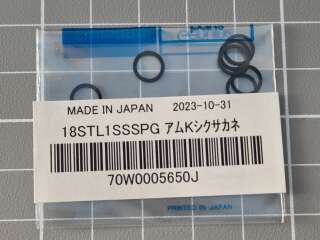 MADE IN JAPAN 2023-10-31
18STL1SSSPG アムKシクサカネ
70W0005650J
PRINTED IN JAPAN